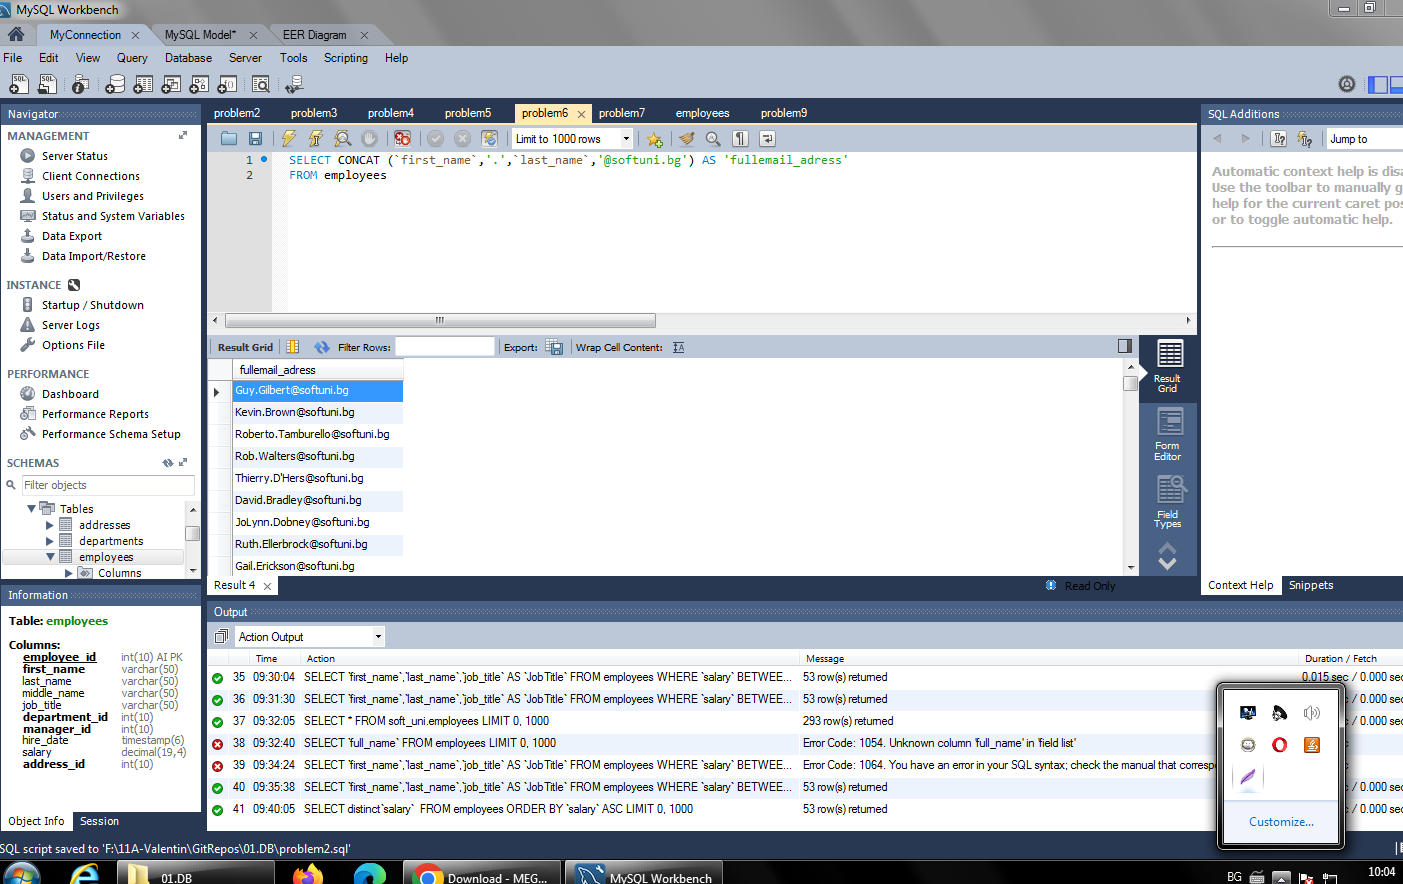 MySQL Workbench
MyConnection
MySQL Model*
EER Diagram
File Edit View Query Database Server Tools Scripting Help
Navigator
problem2 problem3 problem4 problem5 problem6 problem7 employees problem9
SQL Additions
MANAGEMENT
Server Status
Client Connections
Users and Privileges
Status and System Variables
Data Export
Data Import/Restore
INSTANCE
Startup / Shutdown
Server Logs
Options File
PERFORMANCE
Dashboard
Performance Reports
Performance Schema Setup
SCHEMAS
Filter objects
Tables
addresses
departments
employees
Columns
Limit to 1000 rows
Jump to
1 SELECT CONCAT (`first_name`,'.',`last_name`,'@softuni.bg') AS 'fullemail_adress'
2 FROM employees
Automatic context help is disa
Use the toolbar to manually g
help for the current caret pos
or to toggle automatic help.
Result Grid Filter Rows: Export: Wrap Cell Content:
fullemail_adress
Guy.Gilbert@softuni.bg
Kevin.Brown@softuni.bg
Roberto.Tamburello@softuni.bg
Rob.Walters@softuni.bg
Thierry.D'Hers@softuni.bg
David.Bradley@softuni.bg
JoLynn.Dobney@softuni.bg
Ruth.Ellerbrock@softuni.bg
Gail.Erickson@softuni.bg
Result
Grid
Form
Editor
Field
Types
Result 4
Read Only
Context Help Snippets
Information
Table: employees
Columns:
employee_id int(10) AI PK
first_name varchar(50)
last_name varchar(50)
middle_name varchar(50)
job_title varchar(50)
department_id int(10)
manager_id int(10)
hire_date timestamp(6)
salary decimal(19,4)
address_id int(10)
Object Info Session
Output
Action Output
Time Action Message Duration / Fetch
35 09:30:04 SELECT `first_name`,`last_name`,`job_title` AS `JobTitle` FROM employees WHERE `salary` BETWEE... 53 row(s) returned 0.015 sec / 0.000 sec
36 09:31:30 SELECT `first_name`,`last_name`,`job_title` AS `JobTitle` FROM employees WHERE `salary` BETWEE... 53 row(s) returned / 0.000 sec
37 09:32:05 SELECT * FROM soft_uni.employees LIMIT 0, 1000 293 row(s) returned / 0.000 sec
38 09:32:40 SELECT `full_name` FROM employees LIMIT 0, 1000 Error Code: 1054. Unknown column 'full_name' in 'field list'
39 09:34:24 SELECT `first_name`,`last_name`,`job_title` AS `JobTitle` FROM employees WHERE `salary` BETWEE... Error Code: 1064. You have an error in your SQL syntax; check the manual that corresp
40 09:35:38 SELECT `first_name`,`last_name`,`job_title` AS `JobTitle` FROM employees WHERE `salary` BETWEE... 53 row(s) returned / 0.000 sec
41 09:40:05 SELECT distinct`salary` FROM employees ORDER BY `salary` ASC LIMIT 0, 1000 53 row(s) returned / 0.000 sec
Customize...
SQL script saved to 'F:\11A-Valentin\GitRepos\01.DB\problem2.sql'
01.DB
Download - MEG...
MySQL Workbench
BG
10:04